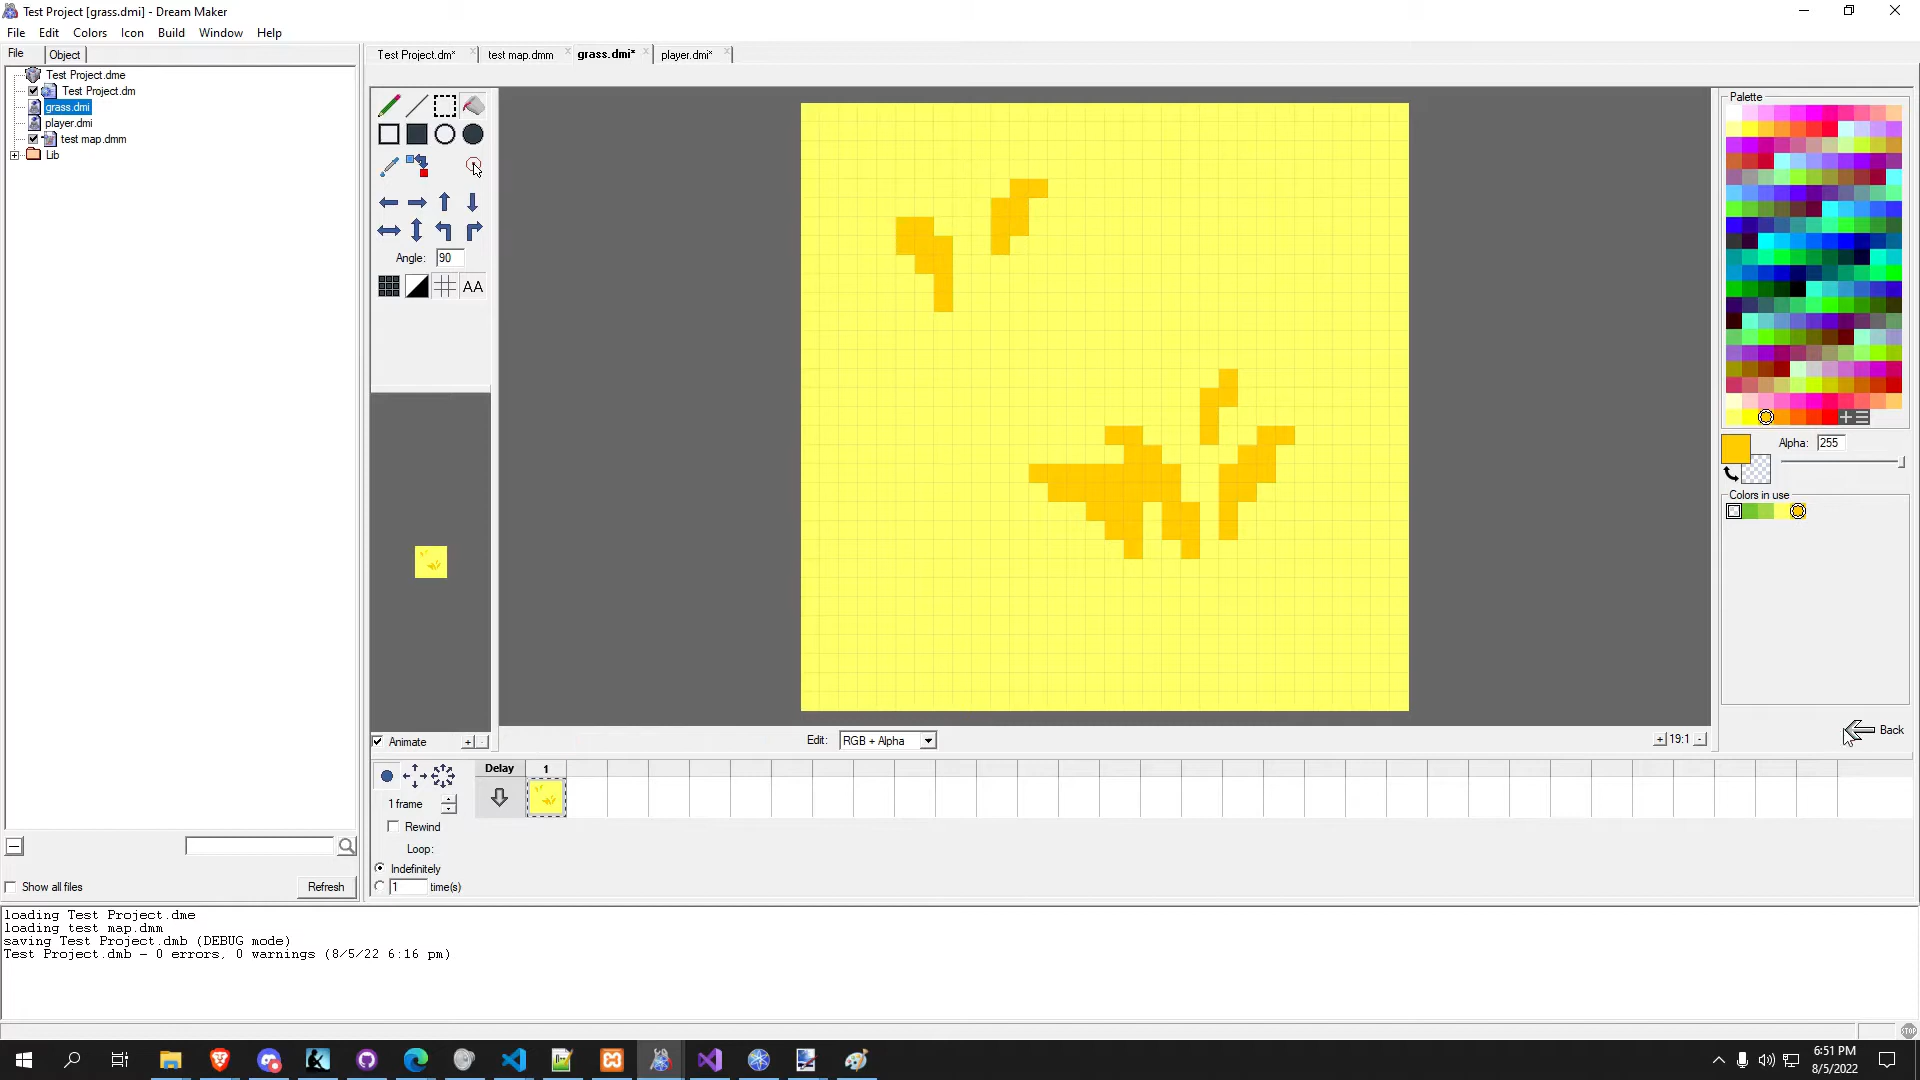 Test Project [grass.dmi] - Dream Maker
File Edit Colors Icon Build Window Help
File Object
Test Project.dme
Test Project.dm
grass.dmi
player.dmi
test map.dmm
Lib
Show all files
Refresh
Test Project.dm* test map.dmm grass.dmi* player.dmi*
Angle: 90
AA
Animate + -
Edit: RGB + Alpha
+ 19:1 -
Delay 1
1 frame
Rewind
Loop:
Indefinitely
1 time(s)
Palette
Alpha: 255
Colors in use
Back
loading Test Project.dme
loading test map.dmm
saving Test Project.dmb (DEBUG mode)
Test Project.dmb - 0 errors, 0 warnings (8/5/22 6:16 pm)
STOP
6:51 PM
8/5/2022